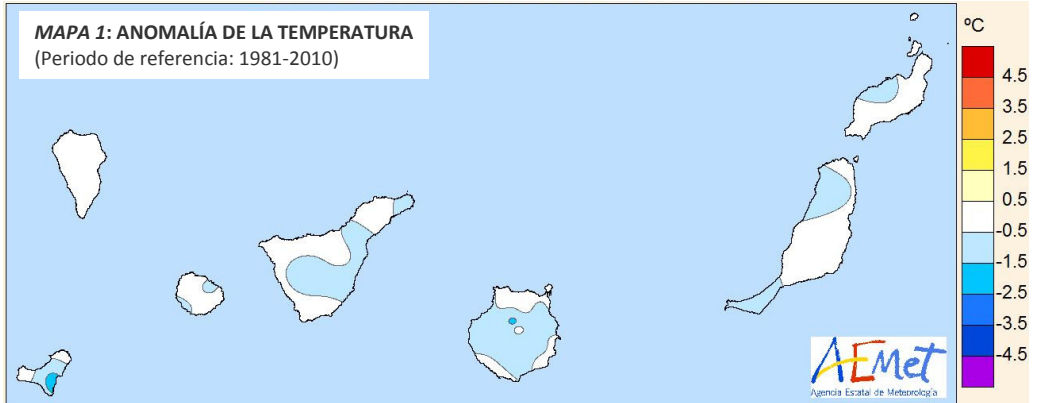 MAPA 1: ANOMALÍA DE LA TEMPERATURA
(Periodo de referencia: 1981-2010)
ºC
4.5
3.5
2.5
1.5
0.5
-0.5
-1.5
-2.5
-3.5
-4.5
AEMet
Agencia Estatal de Meteorología